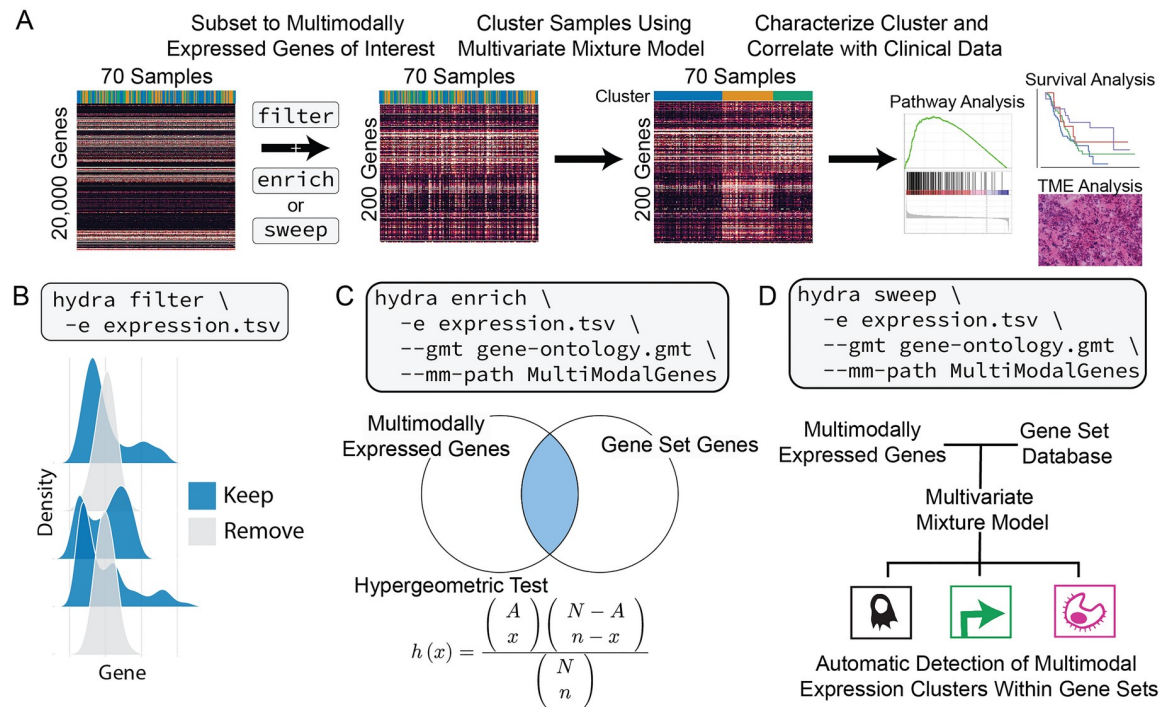 A
Subset to Multimodally
Expressed Genes of Interest
Cluster Samples Using
Multivariate Mixture Model
Characterize Cluster and
Correlate with Clinical Data
70 Samples
20,000 Genes
filter
+
enrich
or
sweep
70 Samples
200 Genes
70 Samples
Cluster
200 Genes
Pathway Analysis
Survival Analysis
TME Analysis
B
hydra filter \
-e expression.tsv
Density
Keep
Remove
Gene
C
hydra enrich \
-e expression.tsv \
--gmt gene-ontology.gmt \
--mm-path MultiModalGenes
Multimodally
Expressed Genes
Gene Set Genes
Hypergeometric Test
h (x) = (A x) (N − A n − x) / (N n)
D
hydra sweep \
-e expression.tsv \
--gmt gene-ontology.gmt \
--mm-path MultiModalGenes
Multimodally
Expressed Genes
Gene Set
Database
Multivariate
Mixture Model
Automatic Detection of Multimodal
Expression Clusters Within Gene Sets